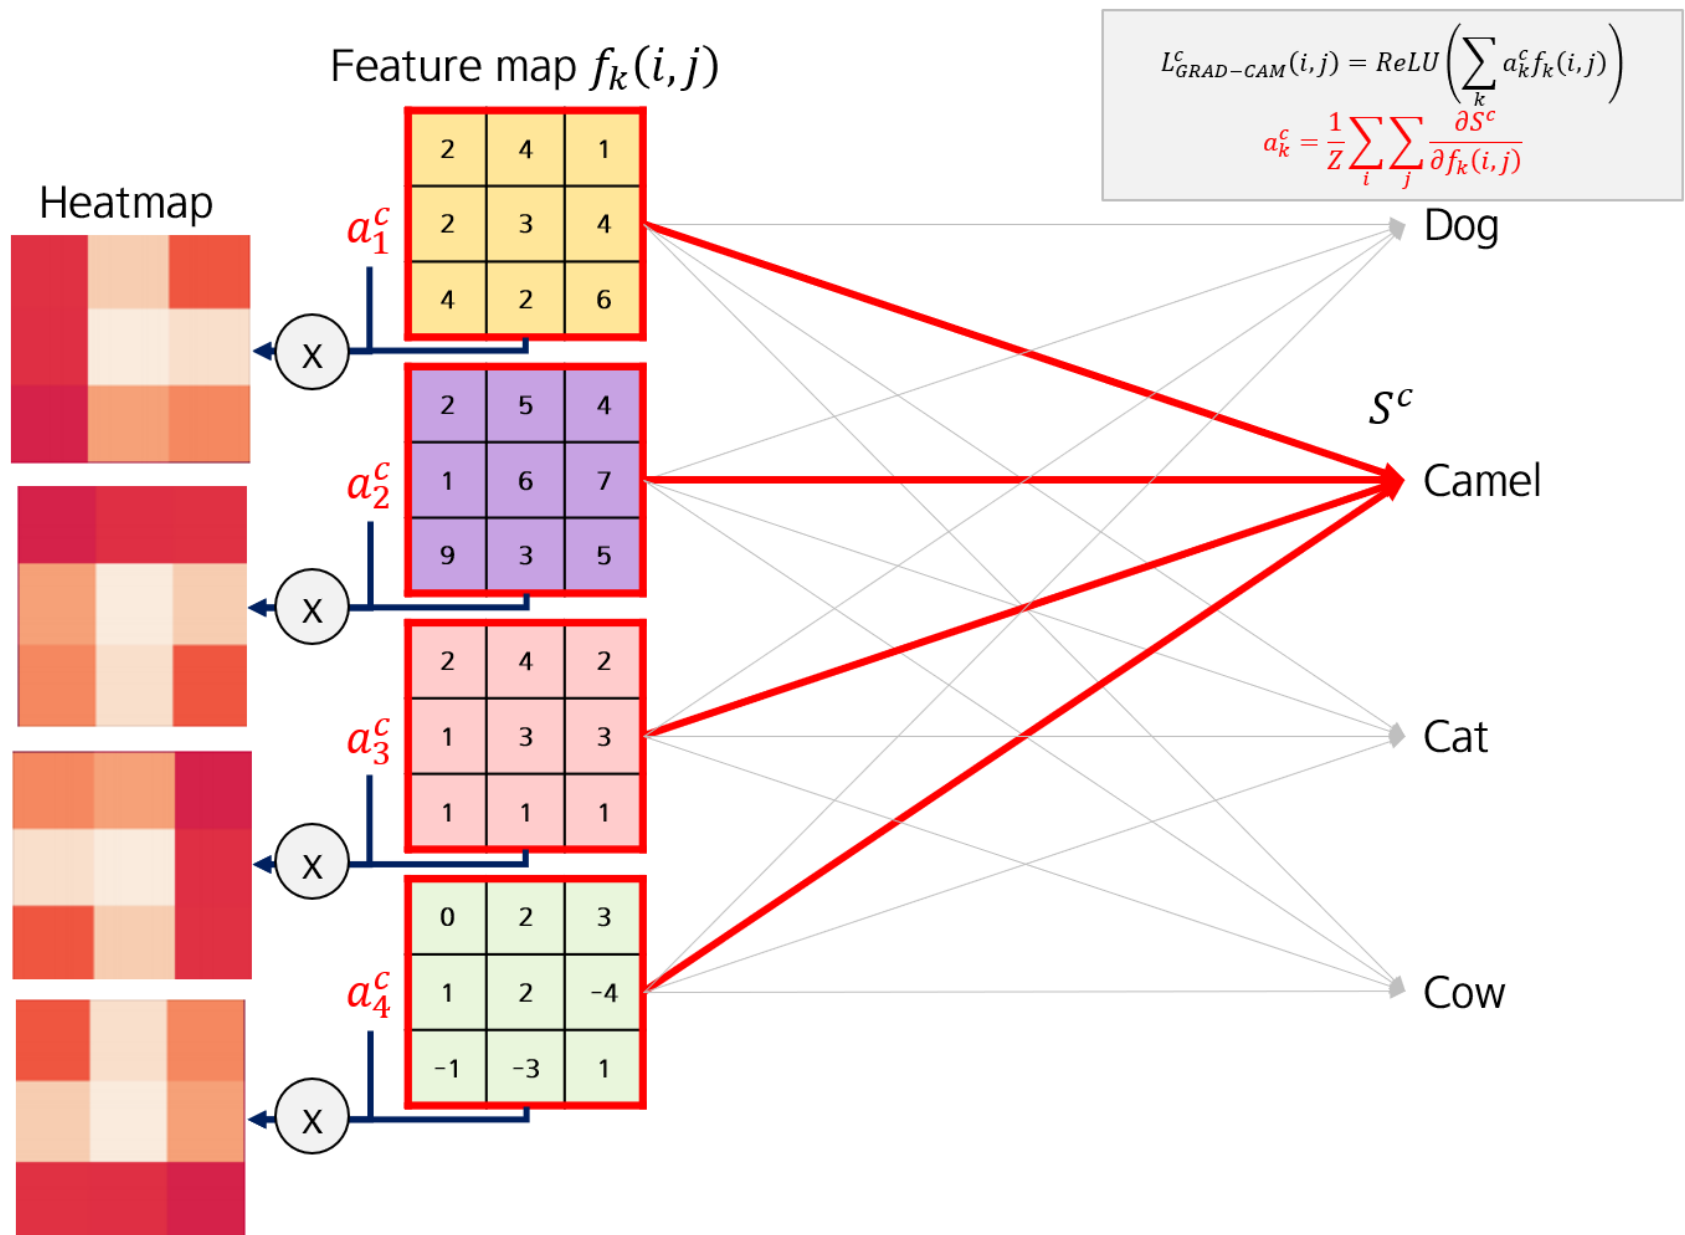 Feature map f_k(i, j)
L^c_{GRAD−CAM}(i, j) = ReLU(∑_k a^c_k f_k(i, j))
a^c_k = 1/Z ∑_i ∑_j ∂S^c/∂f_k(i, j)
Heatmap
a^c_1
2 4 1
2 3 4
4 2 6
X
Dog
a^c_2
2 5 4
1 6 7
9 3 5
X
S^c
Camel
a^c_3
2 4 2
1 3 3
1 1 1
X
Cat
a^c_4
0 2 3
1 2 -4
-1 -3 1
X
Cow